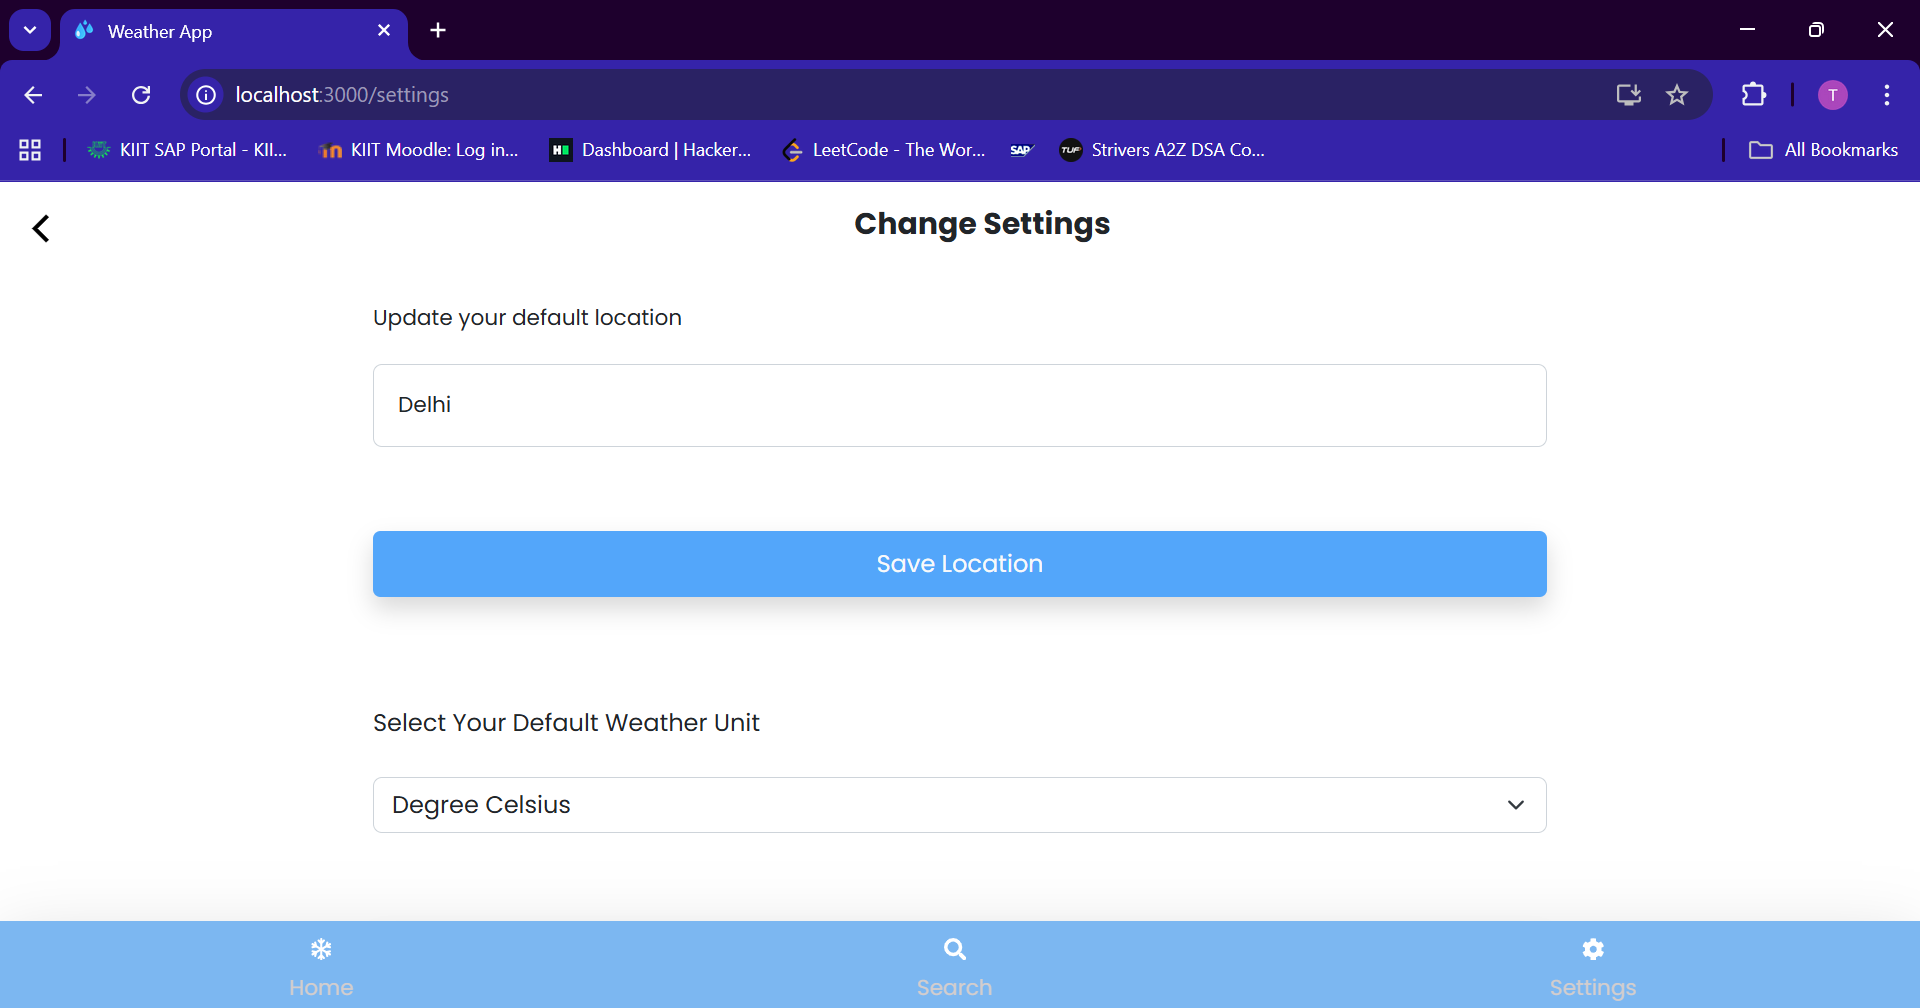 Weather App
localhost:3000/settings
T
KIIT SAP Portal - KII...
KIIT Moodle: Log in...
Dashboard | Hacker...
LeetCode - The Wor...
SAP
TUF
Strivers A2Z DSA Co...
All Bookmarks
Change Settings
Update your default location
Delhi
Save Location
Select Your Default Weather Unit
Degree Celsius
Home
Search
Settings